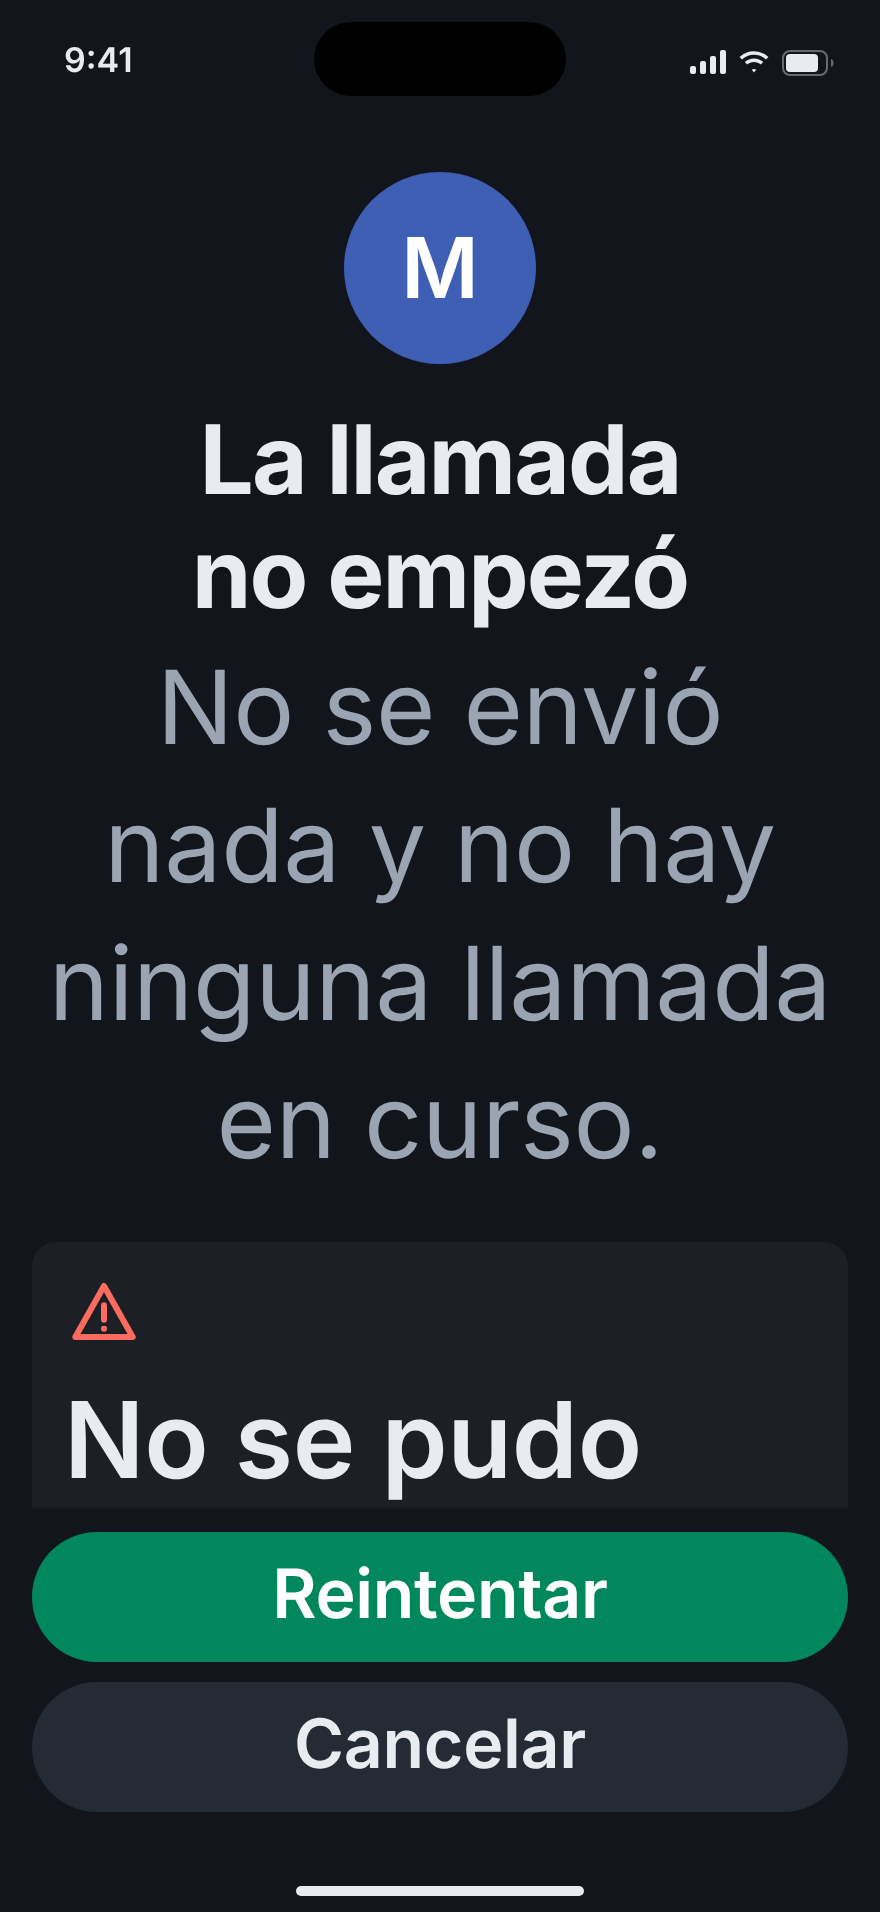 9:41
M
La llamada
no empezó
No se envió
nada y no hay
ninguna llamada
en curso.
No se pudo
Reintentar
Cancelar